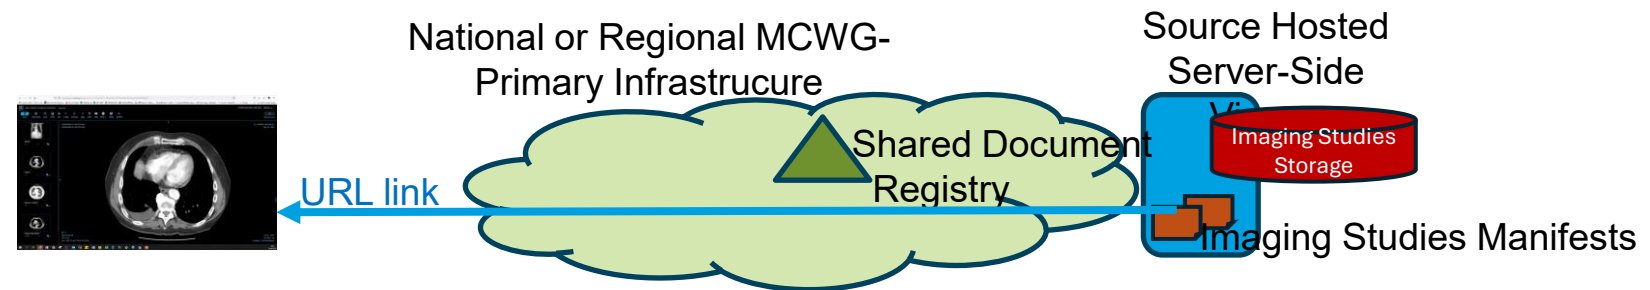 National or Regional MCWG-
Primary Infrastrucure
Source Hosted
Server-Side
Imaging Studies
Storage
Shared Document
Registry
URL link
Imaging Studies Manifests